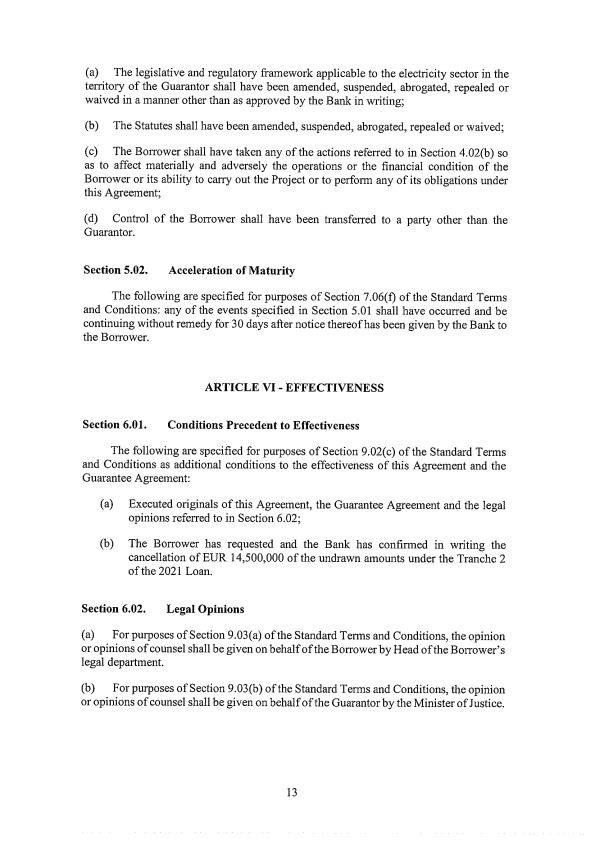 (a) The legislative and regulatory framework applicable to the electricity sector in the
territory of the Guarantor shall have been amended, suspended, abrogated, repealed or
waived in a manner other than as approved by the Bank in writing;
(b) The Statutes shall have been amended, suspended, abrogated, repealed or waived;
(c) The Borrower shall have taken any of the actions referred to in Section 4.02(b) so
as to affect materially and adversely the operations or the financial condition of the
Borrower or its ability to carry out the Project or to perform any of its obligations under
this Agreement;
(d) Control of the Borrower shall have been transferred to a party other than the
Guarantor.
Section 5.02. Acceleration of Maturity
The following are specified for purposes of Section 7.06(f) of the Standard Terms
and Conditions: any of the events specified in Section 5.01 shall have occurred and be
continuing without remedy for 30 days after notice thereof has been given by the Bank to
the Borrower.
ARTICLE VI - EFFECTIVENESS
Section 6.01. Conditions Precedent to Effectiveness
The following are specified for purposes of Section 9.02(c) of the Standard Terms
and Conditions as additional conditions to the effectiveness of this Agreement and the
Guarantee Agreement:
(a) Executed originals of this Agreement, the Guarantee Agreement and the legal
opinions referred to in Section 6.02;
(b) The Borrower has requested and the Bank has confirmed in writing the
cancellation of EUR 14,500,000 of the undrawn amounts under the Tranche 2
of the 2021 Loan.
Section 6.02. Legal Opinions
(a) For purposes of Section 9.03(a) of the Standard Terms and Conditions, the opinion
or opinions of counsel shall be given on behalf of the Borrower by Head of the Borrower's
legal department.
(b) For purposes of Section 9.03(b) of the Standard Terms and Conditions, the opinion
or opinions of counsel shall be given on behalf of the Guarantor by the Minister of Justice.
13